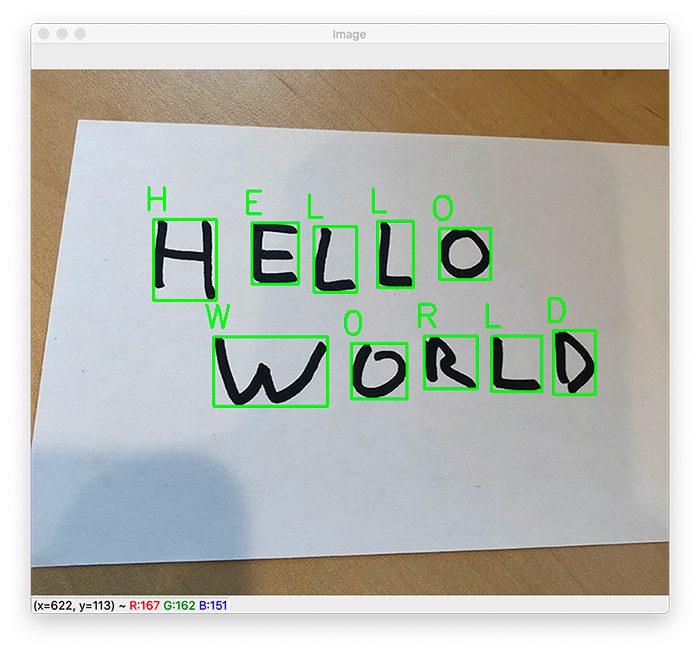 Image
H E L L O
HELLO
W O R L D
WORLD
(x=622, y=113) ~ R:167 G:162 B:151